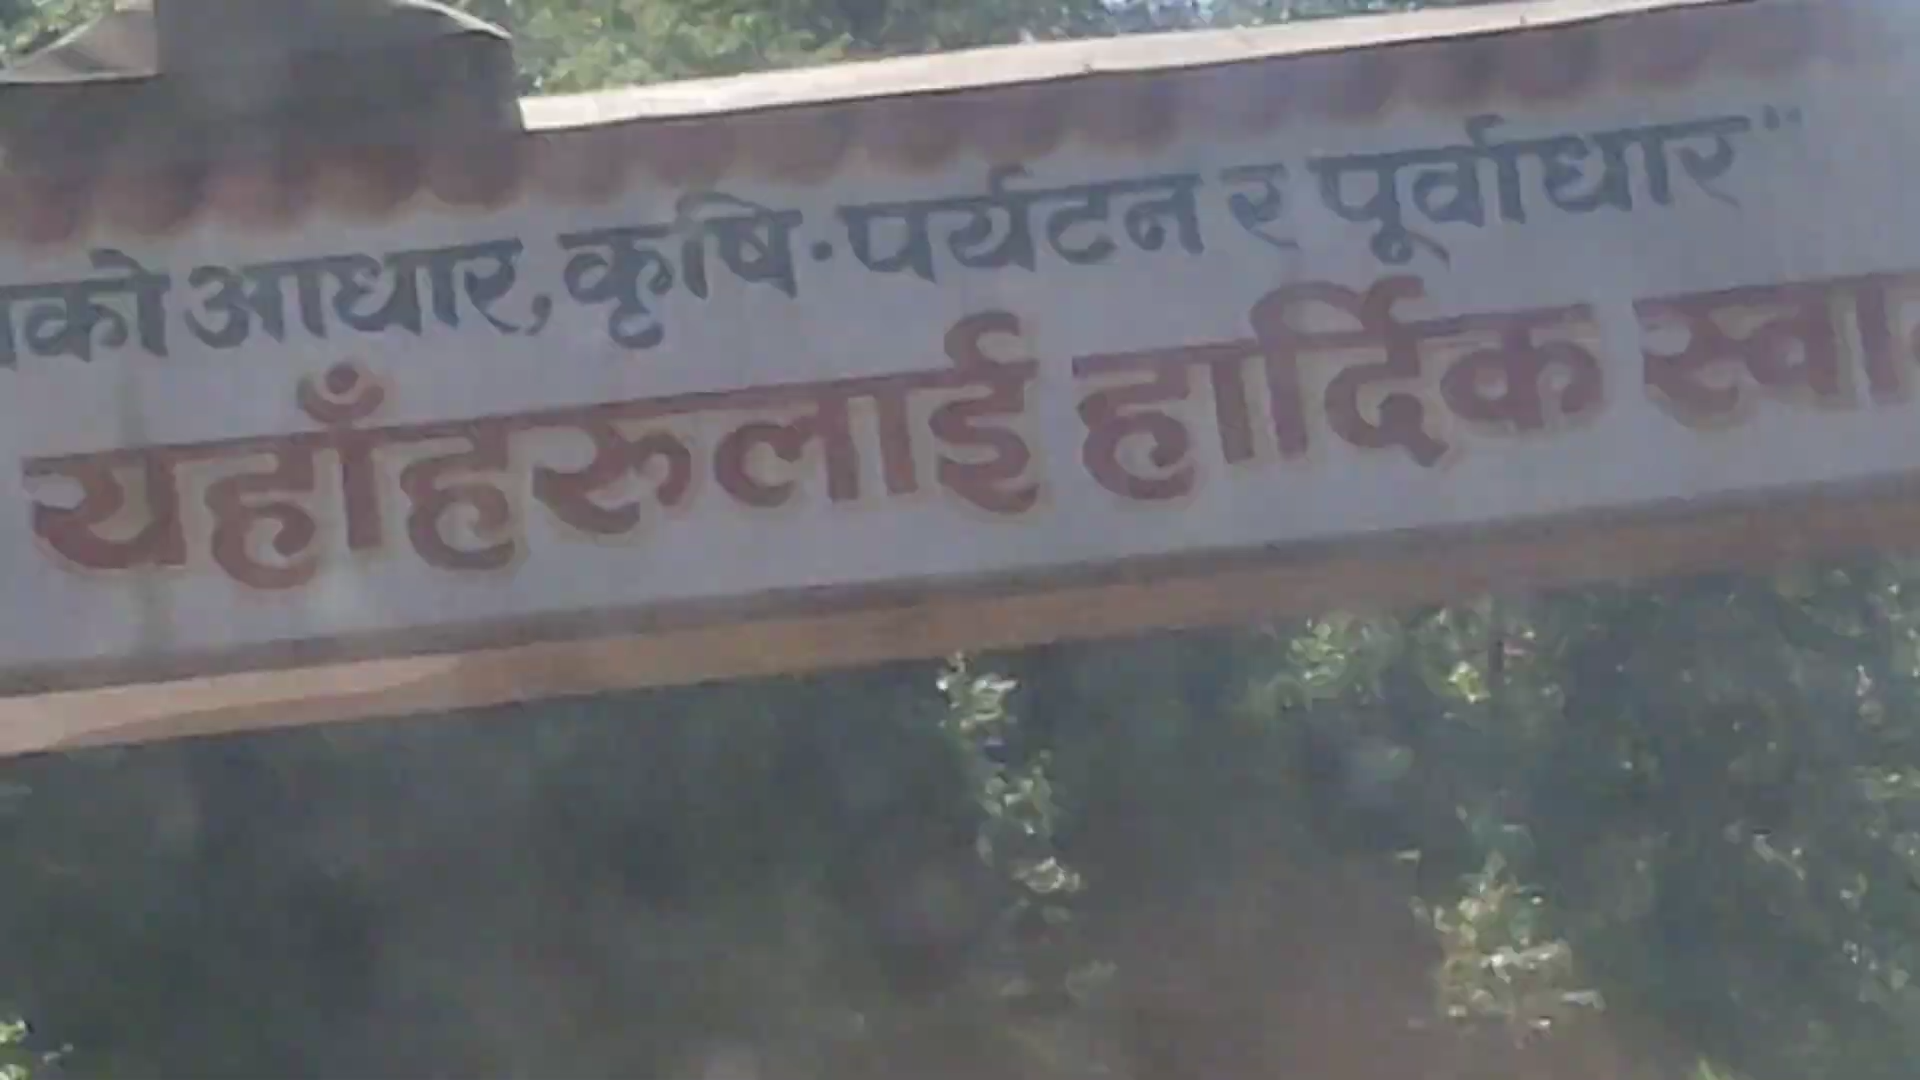 को आधार, कृषि-पर्यटन र पूर्वाधार"
यहाँहरुलाई हार्दिक